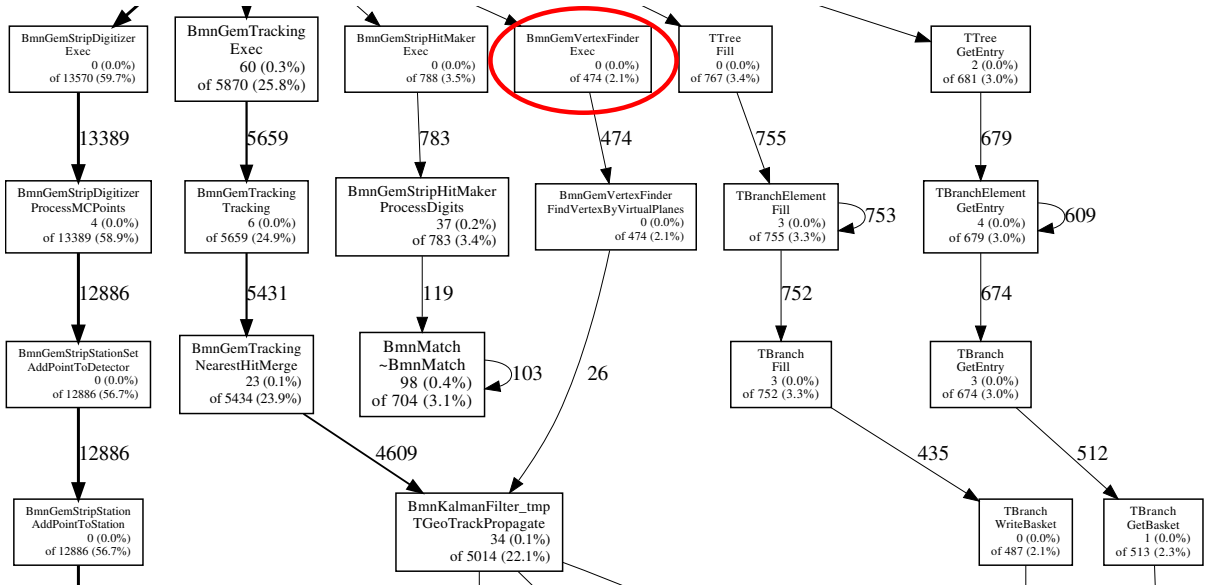 BmnGemStripDigitizer
Exec
0 (0.0%)
of 13570 (59.7%)
BmnGemTracking
Exec
60 (0.3%)
of 5870 (25.8%)
BmnGemStripHitMaker
Exec
0 (0.0%)
of 788 (3.5%)
BmnGemVertexFinder
Exec
0 (0.0%)
of 474 (2.1%)
TTree
Fill
0 (0.0%)
of 767 (3.4%)
TTree
GetEntry
2 (0.0%)
of 681 (3.0%)
13389
5659
783
474
755
679
BmnGemStripDigitizer
ProcessMCPoints
4 (0.0%)
of 13389 (58.9%)
BmnGemTracking
Tracking
6 (0.0%)
of 5659 (24.9%)
BmnGemStripHitMaker
ProcessDigits
37 (0.2%)
of 783 (3.4%)
BmnGemVertexFinder
FindVertexByVirtualPlanes
0 (0.0%)
of 474 (2.1%)
TBranchElement
Fill
3 (0.0%)
of 755 (3.3%)
753
TBranchElement
GetEntry
4 (0.0%)
of 679 (3.0%)
609
12886
5431
119
26
752
674
BmnGemStripStationSet
AddPointToDetector
0 (0.0%)
of 12886 (56.7%)
BmnGemTracking
NearestHitMerge
23 (0.1%)
of 5434 (23.9%)
BmnMatch
~BmnMatch
98 (0.4%)
of 704 (3.1%)
103
TBranch
Fill
3 (0.0%)
of 752 (3.3%)
TBranch
GetEntry
3 (0.0%)
of 674 (3.0%)
12886
4609
435
512
BmnGemStripStation
AddPointToStation
0 (0.0%)
of 12886 (56.7%)
BmnKalmanFilter_tmp
TGeoTrackPropagate
34 (0.1%)
of 5014 (22.1%)
TBranch
WriteBasket
0 (0.0%)
of 487 (2.1%)
TBranch
GetBasket
1 (0.0%)
of 513 (2.3%)